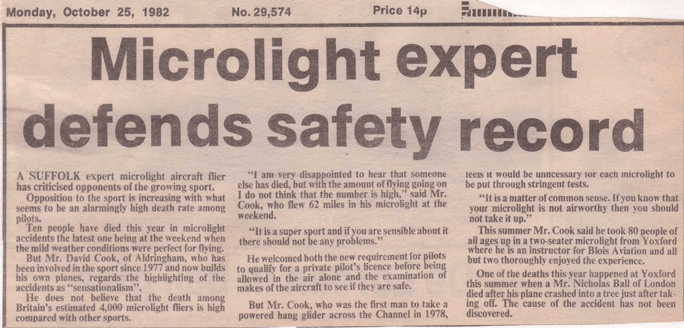 Monday, October 25, 1982
No. 29,574
Price 14p
Microlight expert
defends safety record
A SUFFOLK expert microlight aircraft flier
has criticised opponents of the growing sport.
Opposition to the sport is increasing with what
seems to be an alarmingly high death rate among
pilots.
Ten people have died this year in microlight
accidents the latest one being at the weekend when
the mild weather conditions were perfect for flying.
But Mr. David Cook, of Aldringham, who has
been involved in the sport since 1977 and now builds
his own planes, regards the highlighting of the
accidents as "sensationalism".
He does not believe that the death among
Britain's estimated 4,000 microlight fliers is high
compared with other sports.
"I am very disappointed to hear that someone
else has died, but with the amount of flying going on
I do not think that the number is high," said Mr.
Cook, who flew 62 miles in his microlight at the
weekend.
"It is a super sport and if you are sensible about it
there should not be any problems."
He welcomed both the new requirement for pilots
to qualify for a private pilot's licence before being
allowed in the air alone and the examination of
makes of the aircraft to see if they are safe.
But Mr. Cook, who was the first man to take a
powered hang glider across the Channel in 1978,
feels it would be unncessary for each microlight to
be put through stringent tests.
"It is a matter of common sense. If you know that
your microlight is not airworthy then you should
not take it up."
This summer Mr. Cook said he took 80 people of
all ages up in a two-seater microlight from Yoxford
where he is an instructor for Blois Aviation and all
but two thoroughly enjoyed the experience.
One of the deaths this year happened at Yoxford
this summer when a Mr. Nicholas Ball of London
died after his plane crashed into a tree just after tak-
ing off. The cause of the accident has not been
discovered.